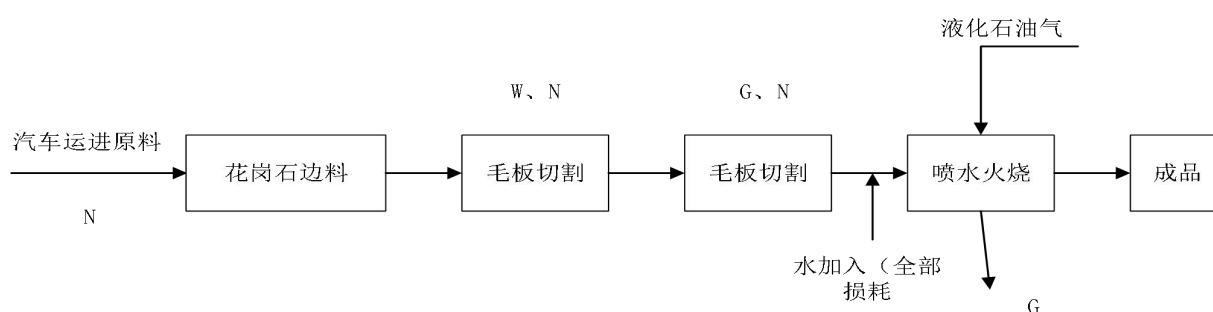 液化石油气
W、N
G、N
汽车运进原料
花岗石边料
毛板切割
毛板切割
喷水火烧
成品
N
水加入（全部
损耗
G